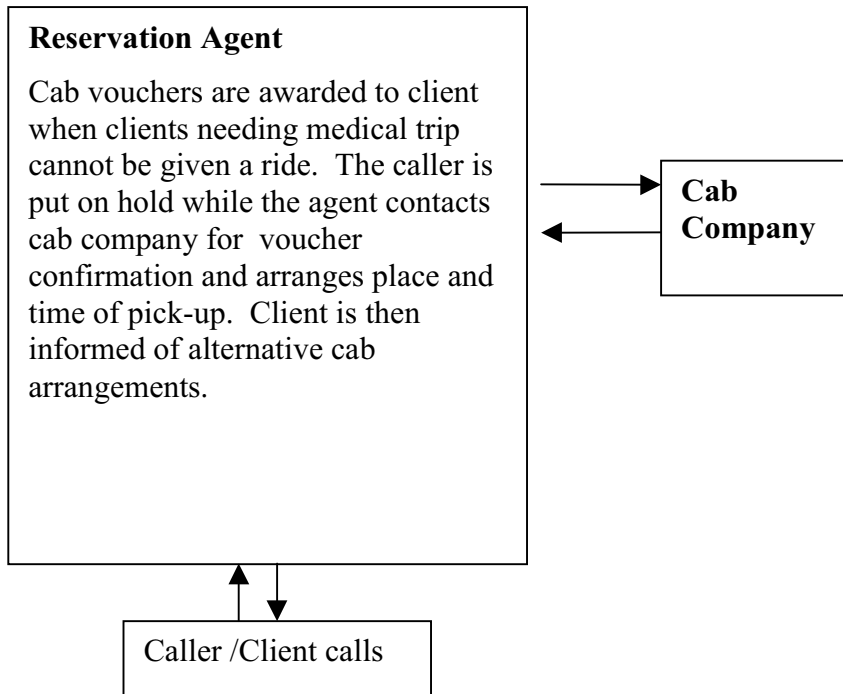 Reservation Agent
Cab vouchers are awarded to client
when clients needing medical trip
cannot be given a ride.  The caller is
put on hold while the agent contacts
cab company for  voucher
confirmation and arranges place and
time of pick-up.  Client is then
informed of alternative cab
arrangements.
Cab
Company
Caller /Client calls